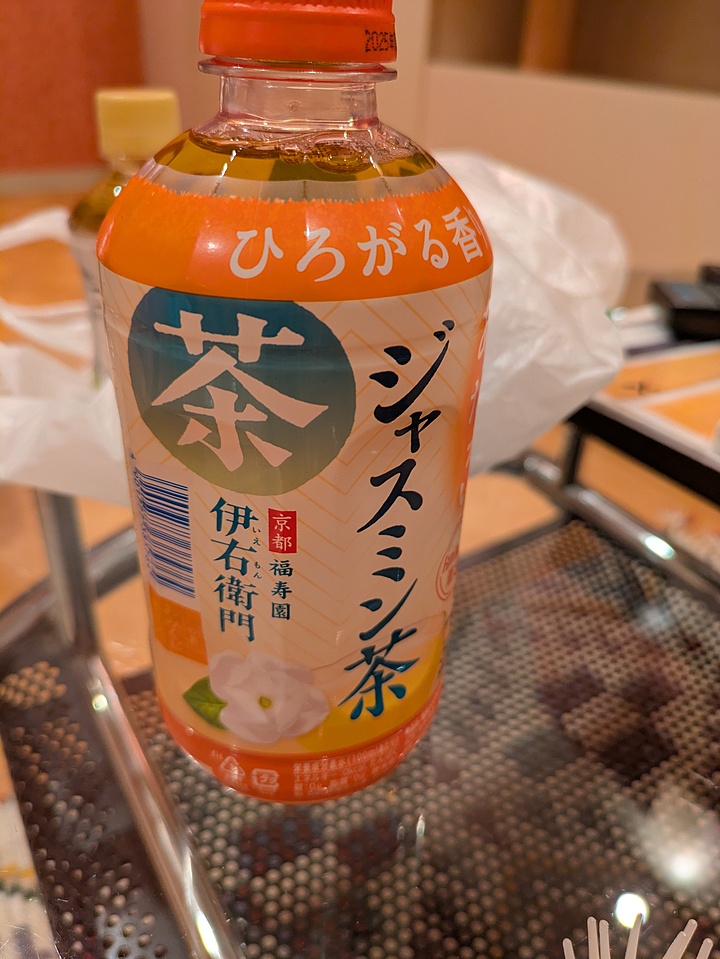 2025
ひろがる香
茶
ジャスミン茶
京都
福寿園
伊右衛門
いえもん